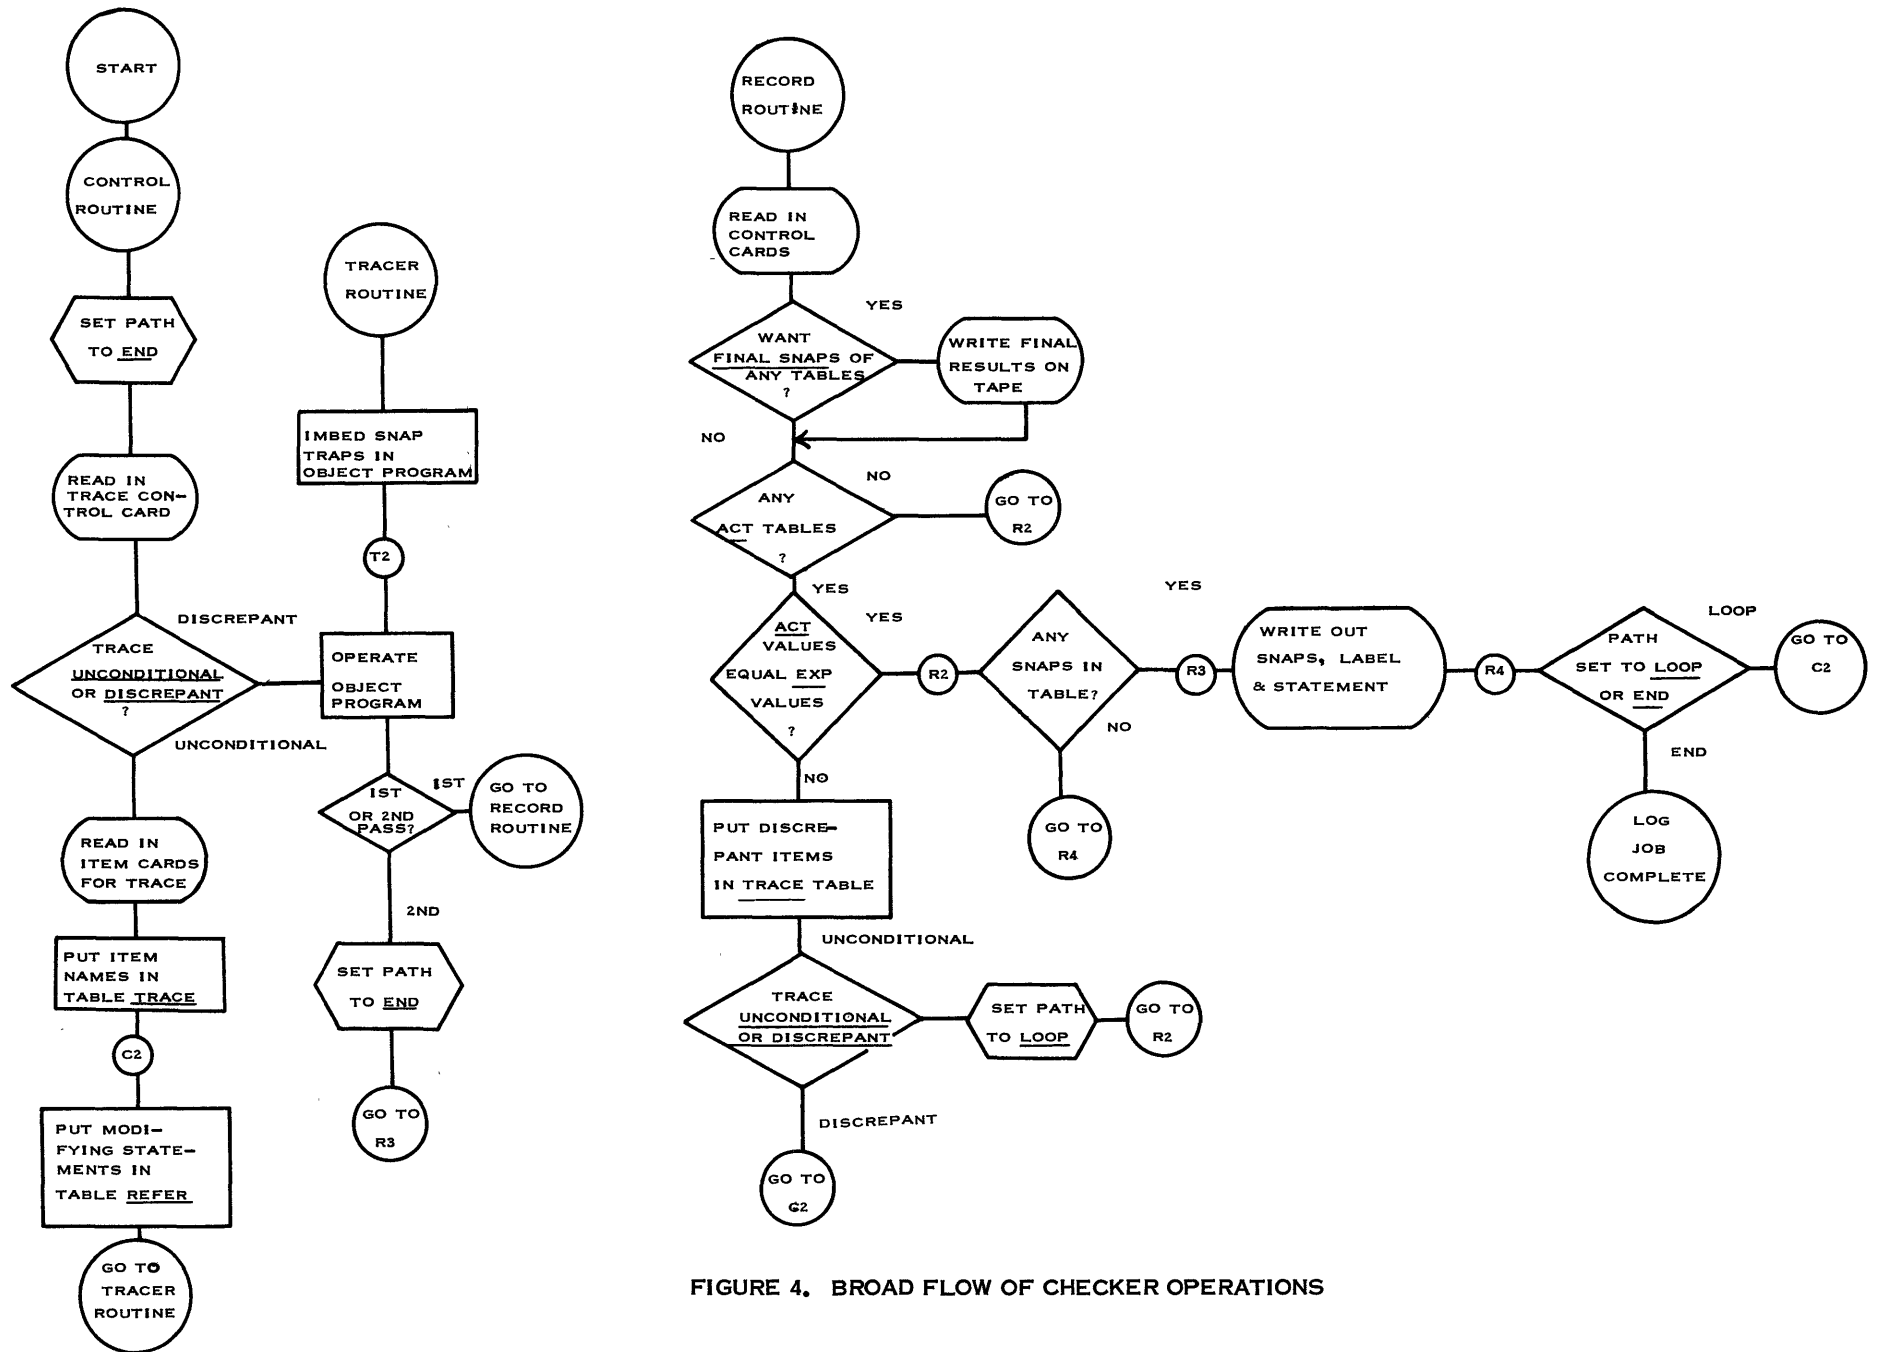 START
CONTROL
ROUTINE
SET PATH
TO END
READ IN
TRACE CON-
TROL CARD
DISCREPANT
TRACE
UNCONDITIONAL
OR DISCREPANT
?
UNCONDITIONAL
READ IN
ITEM CARDS
FOR TRACE
PUT ITEM
NAMES IN
TABLE TRACE
C2
PUT MODI-
FYING STATE-
MENTS IN
TABLE REFER
GO TO
TRACER
ROUTINE
TRACER
ROUTINE
IMBED SNAP
TRAPS IN
OBJECT PROGRAM
T2
OPERATE
OBJECT
PROGRAM
1ST
OR 2ND
PASS?
1ST
GO TO
RECORD
ROUTINE
2ND
SET PATH
TO END
GO TO
R3
RECORD
ROUTINE
READ IN
CONTROL
CARDS
YES
WANT
FINAL SNAPS OF
ANY TABLES
?
WRITE FINAL
RESULTS ON
TAPE
NO
NO
ANY
ACT TABLES
?
GO TO
R2
YES
YES
ACT
VALUES
EQUAL EXP
VALUES
?
R2
ANY
SNAPS IN
TABLE?
YES
R3
WRITE OUT
SNAPS, LABEL
& STATEMENT
R4
PATH
SET TO LOOP
OR END
LOOP
GO TO
C2
END
LOG
JOB
COMPLETE
NO
GO TO
R4
NO
PUT DISCRE-
PANT ITEMS
IN TRACE TABLE
UNCONDITIONAL
TRACE
UNCONDITIONAL
OR DISCREPANT
SET PATH
TO LOOP
GO TO
R2
DISCREPANT
GO TO
C2
FIGURE 4. BROAD FLOW OF CHECKER OPERATIONS